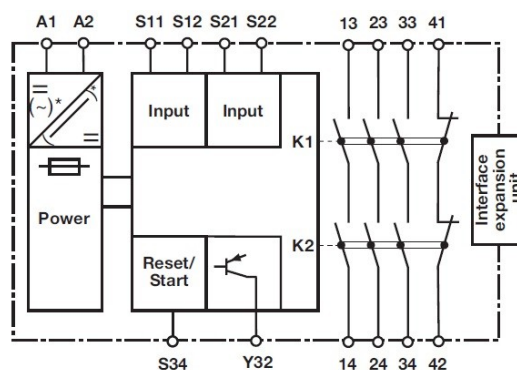 A1 A2 S11 S12 S21 S22 13 23 33 41
= (~)* * =
Input Input
K1
Power
Interface
expansion
unit
K2
Reset/
Start
S34 Y32 14 24 34 42